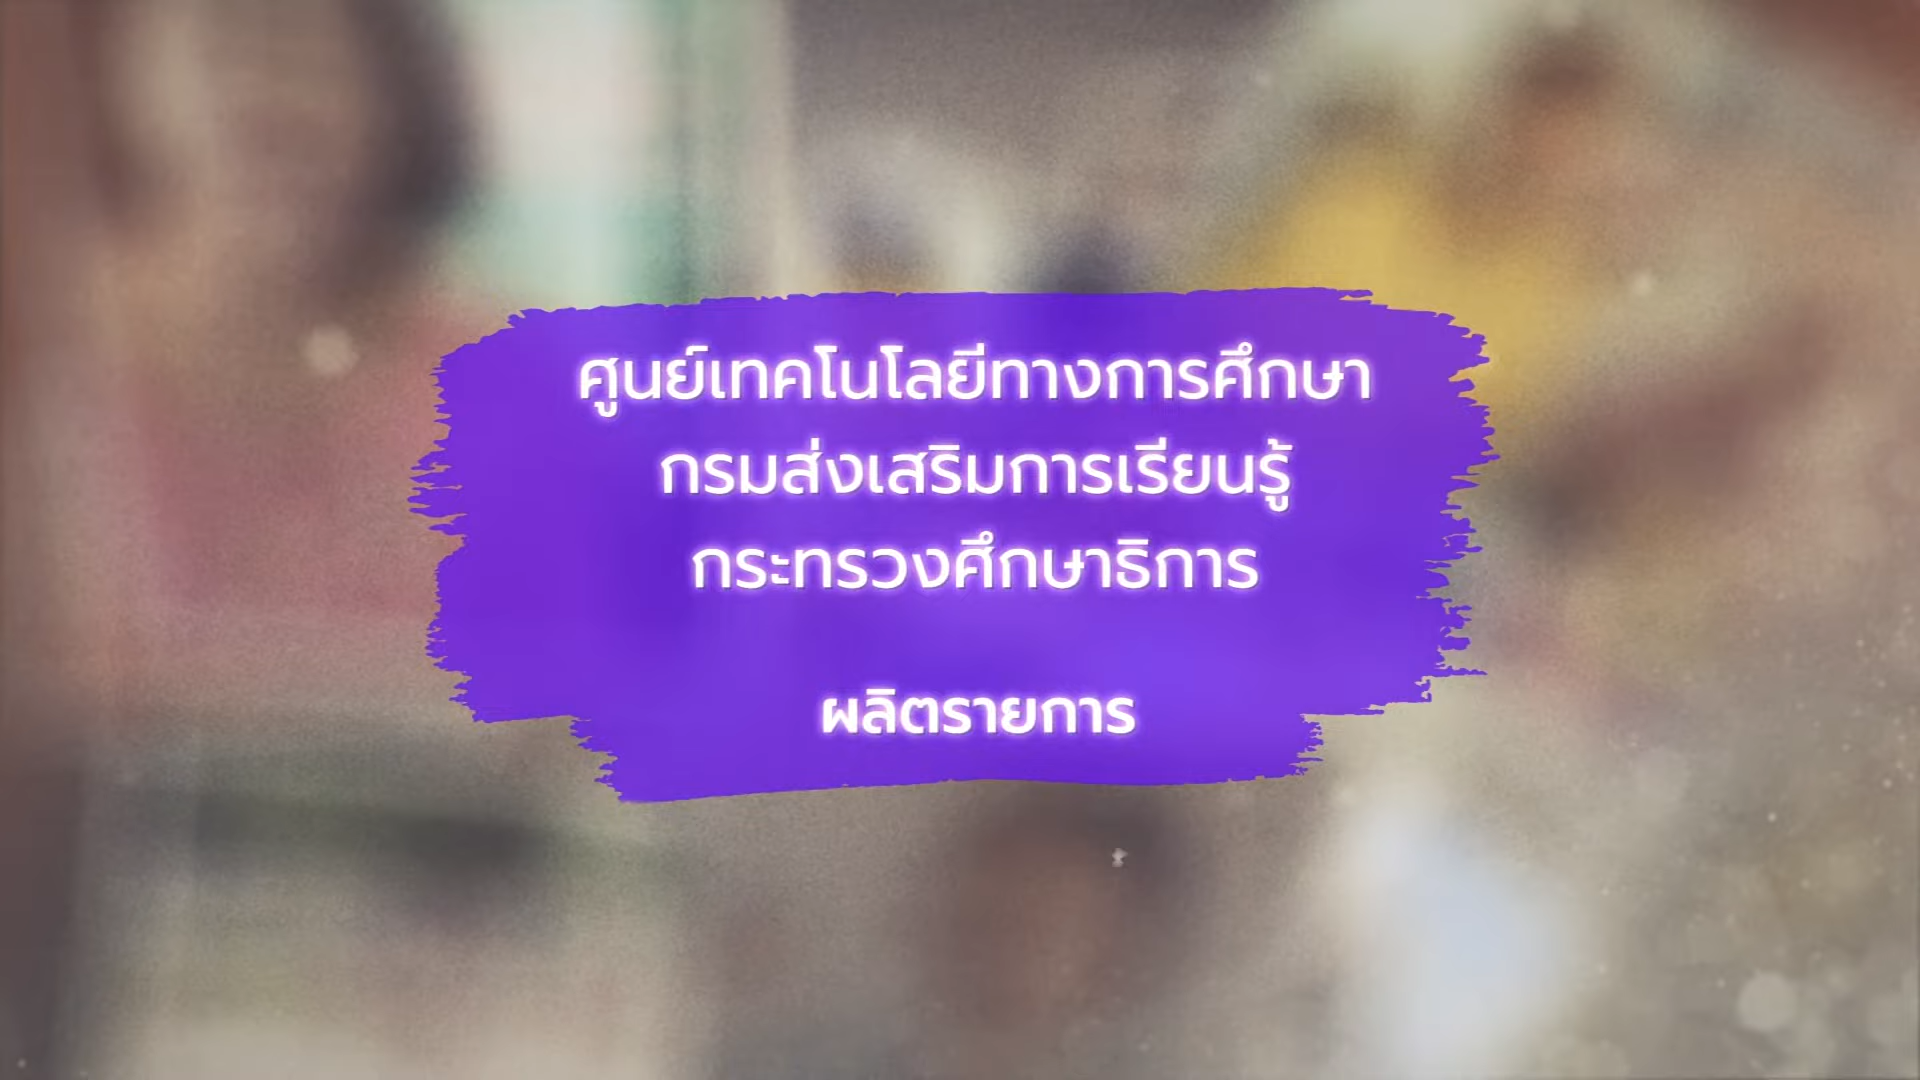 ศูนย์เทคโนโลยีทางการศึกษา
กรมส่งเสริมการเรียนรู้
กระทรวงศึกษาธิการ
ผลิตรายการ